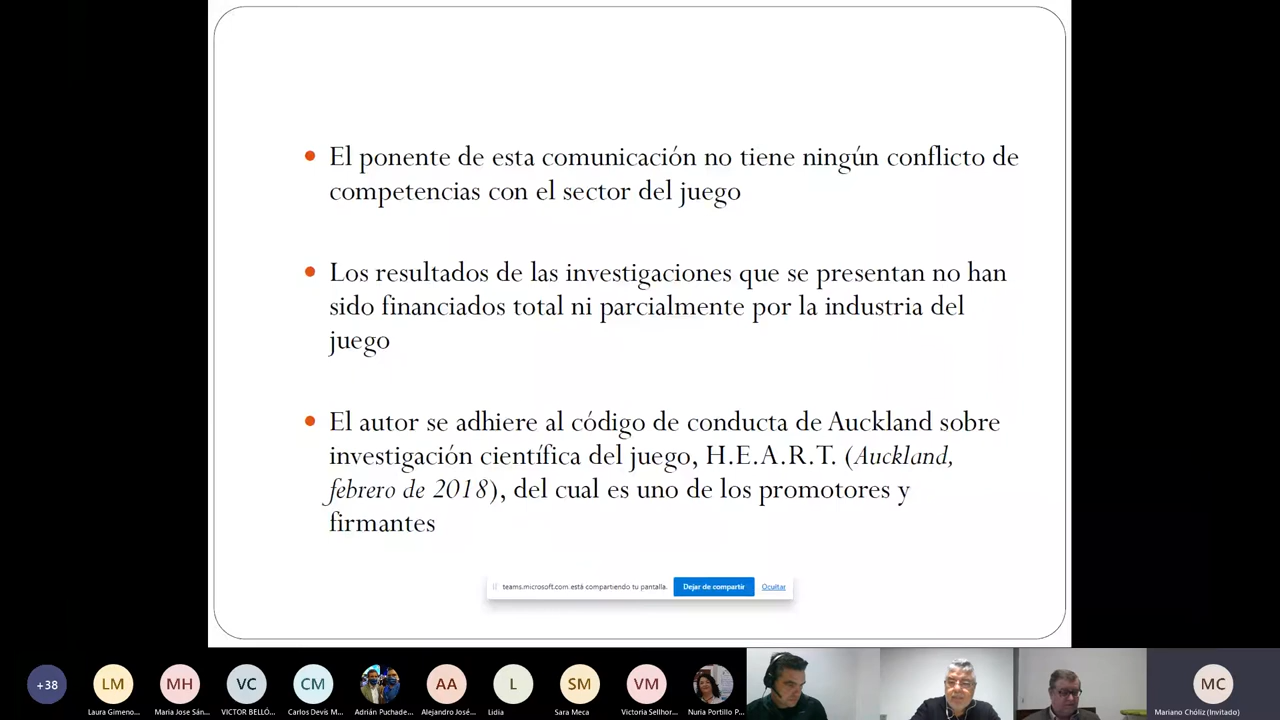 El ponente de esta comunicación no tiene ningún conflicto de
competencias con el sector del juego
Los resultados de las investigaciones que se presentan no han
sido financiados total ni parcialmente por la industria del
juego
El autor se adhiere al código de conducta de Auckland sobre
investigación científica del juego, H.E.A.R.T. (Auckland,
febrero de 2018), del cual es uno de los promotores y
firmantes
teams.microsoft.com está compartiendo tu pantalla.
Dejar de compartir
Ocultar
+38
LM
MH
VC
CM
AA
L
SM
VM
MC
Laura Gimeno...
Maria Jose Sán...
VICTOR BELLÓ...
Carlos Devís M...
Adrián Puchade...
Alejandro José...
Lidia
Sara Meca
Victoria Sellhor...
Nuria Portillo P...
Mariano Chóliz (Invitado)